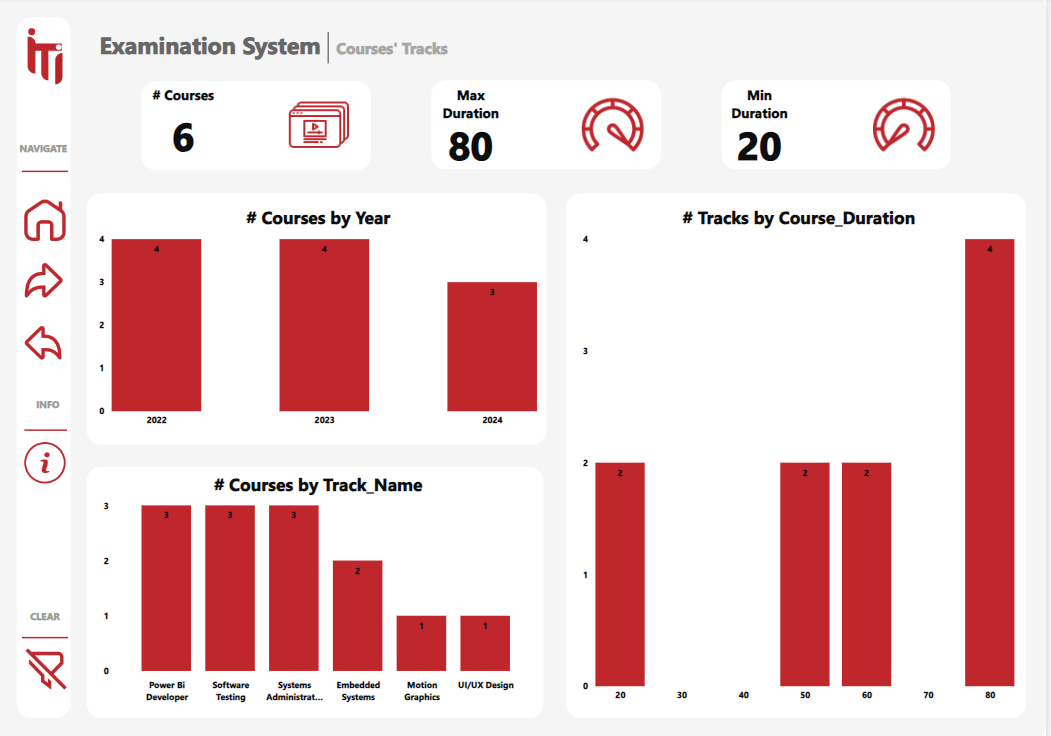 iTi
Examination System
Courses' Tracks
# Courses
6
Max
Duration
80
Min
Duration
20
NAVIGATE
INFO
i
CLEAR
# Courses by Year
4
3
2
1
0
4
4
3
2022
2023
2024
# Courses by Track_Name
3
2
1
0
3
3
3
2
1
1
Power Bi
Developer
Software
Testing
Systems
Administrat...
Embedded
Systems
Motion
Graphics
UI/UX Design
# Tracks by Course_Duration
4
3
2
1
0
2
2
2
4
20
30
40
50
60
70
80